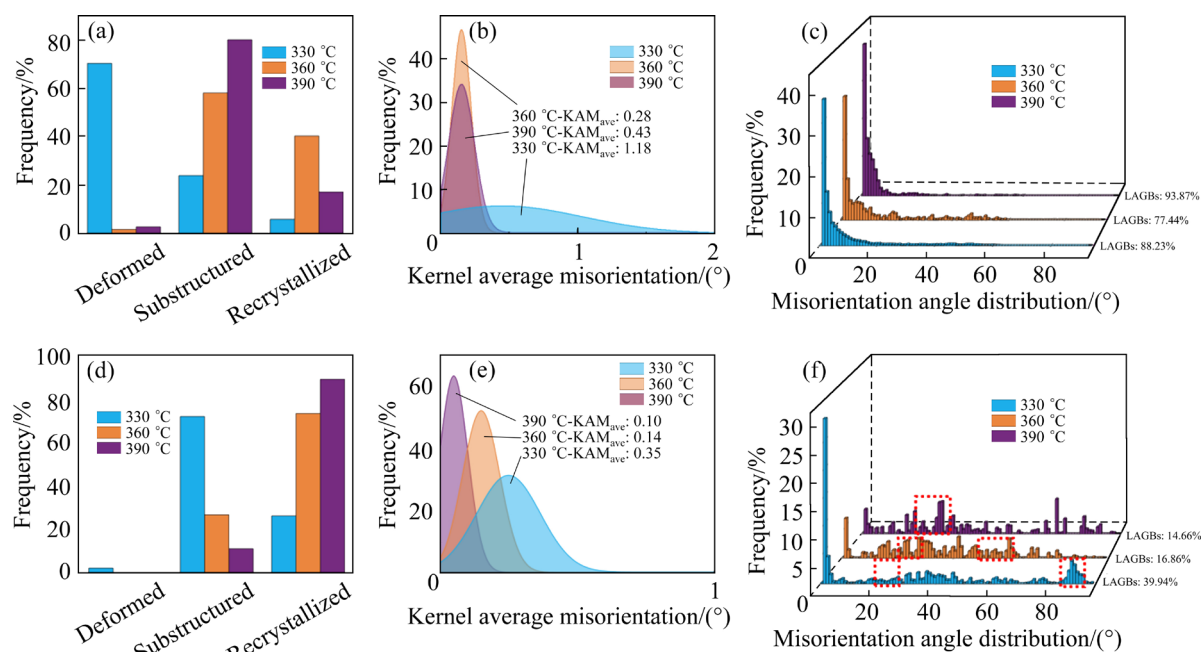 (a)
80
60
40
20
0
Frequency/%
330 °C
360 °C
390 °C
Deformed
Substructured
Recrystallized
(b)
40
30
20
10
0
1
2
Frequency/%
330 °C
360 °C
390 °C
360 °C-KAMave: 0.28
390 °C-KAMave: 0.43
330 °C-KAMave: 1.18
Kernel average misorientation/(°)
(c)
40
30
20
10
0
20
40
60
80
Frequency/%
330 °C
360 °C
390 °C
LAGBs: 93.87%
LAGBs: 77.44%
LAGBs: 88.23%
Misorientation angle distribution/(°)
(d)
100
80
60
40
20
0
Frequency/%
330 °C
360 °C
390 °C
Deformed
Substructured
Recrystallized
(e)
60
40
20
0
1
Frequency/%
330 °C
360 °C
390 °C
390 °C-KAMave: 0.10
360 °C-KAMave: 0.14
330 °C-KAMave: 0.35
Kernel average misorientation/(°)
(f)
30
25
20
15
10
5
0
20
40
60
80
Frequency/%
330 °C
360 °C
390 °C
LAGBs: 14.66%
LAGBs: 16.86%
LAGBs: 39.94%
Misorientation angle distribution/(°)